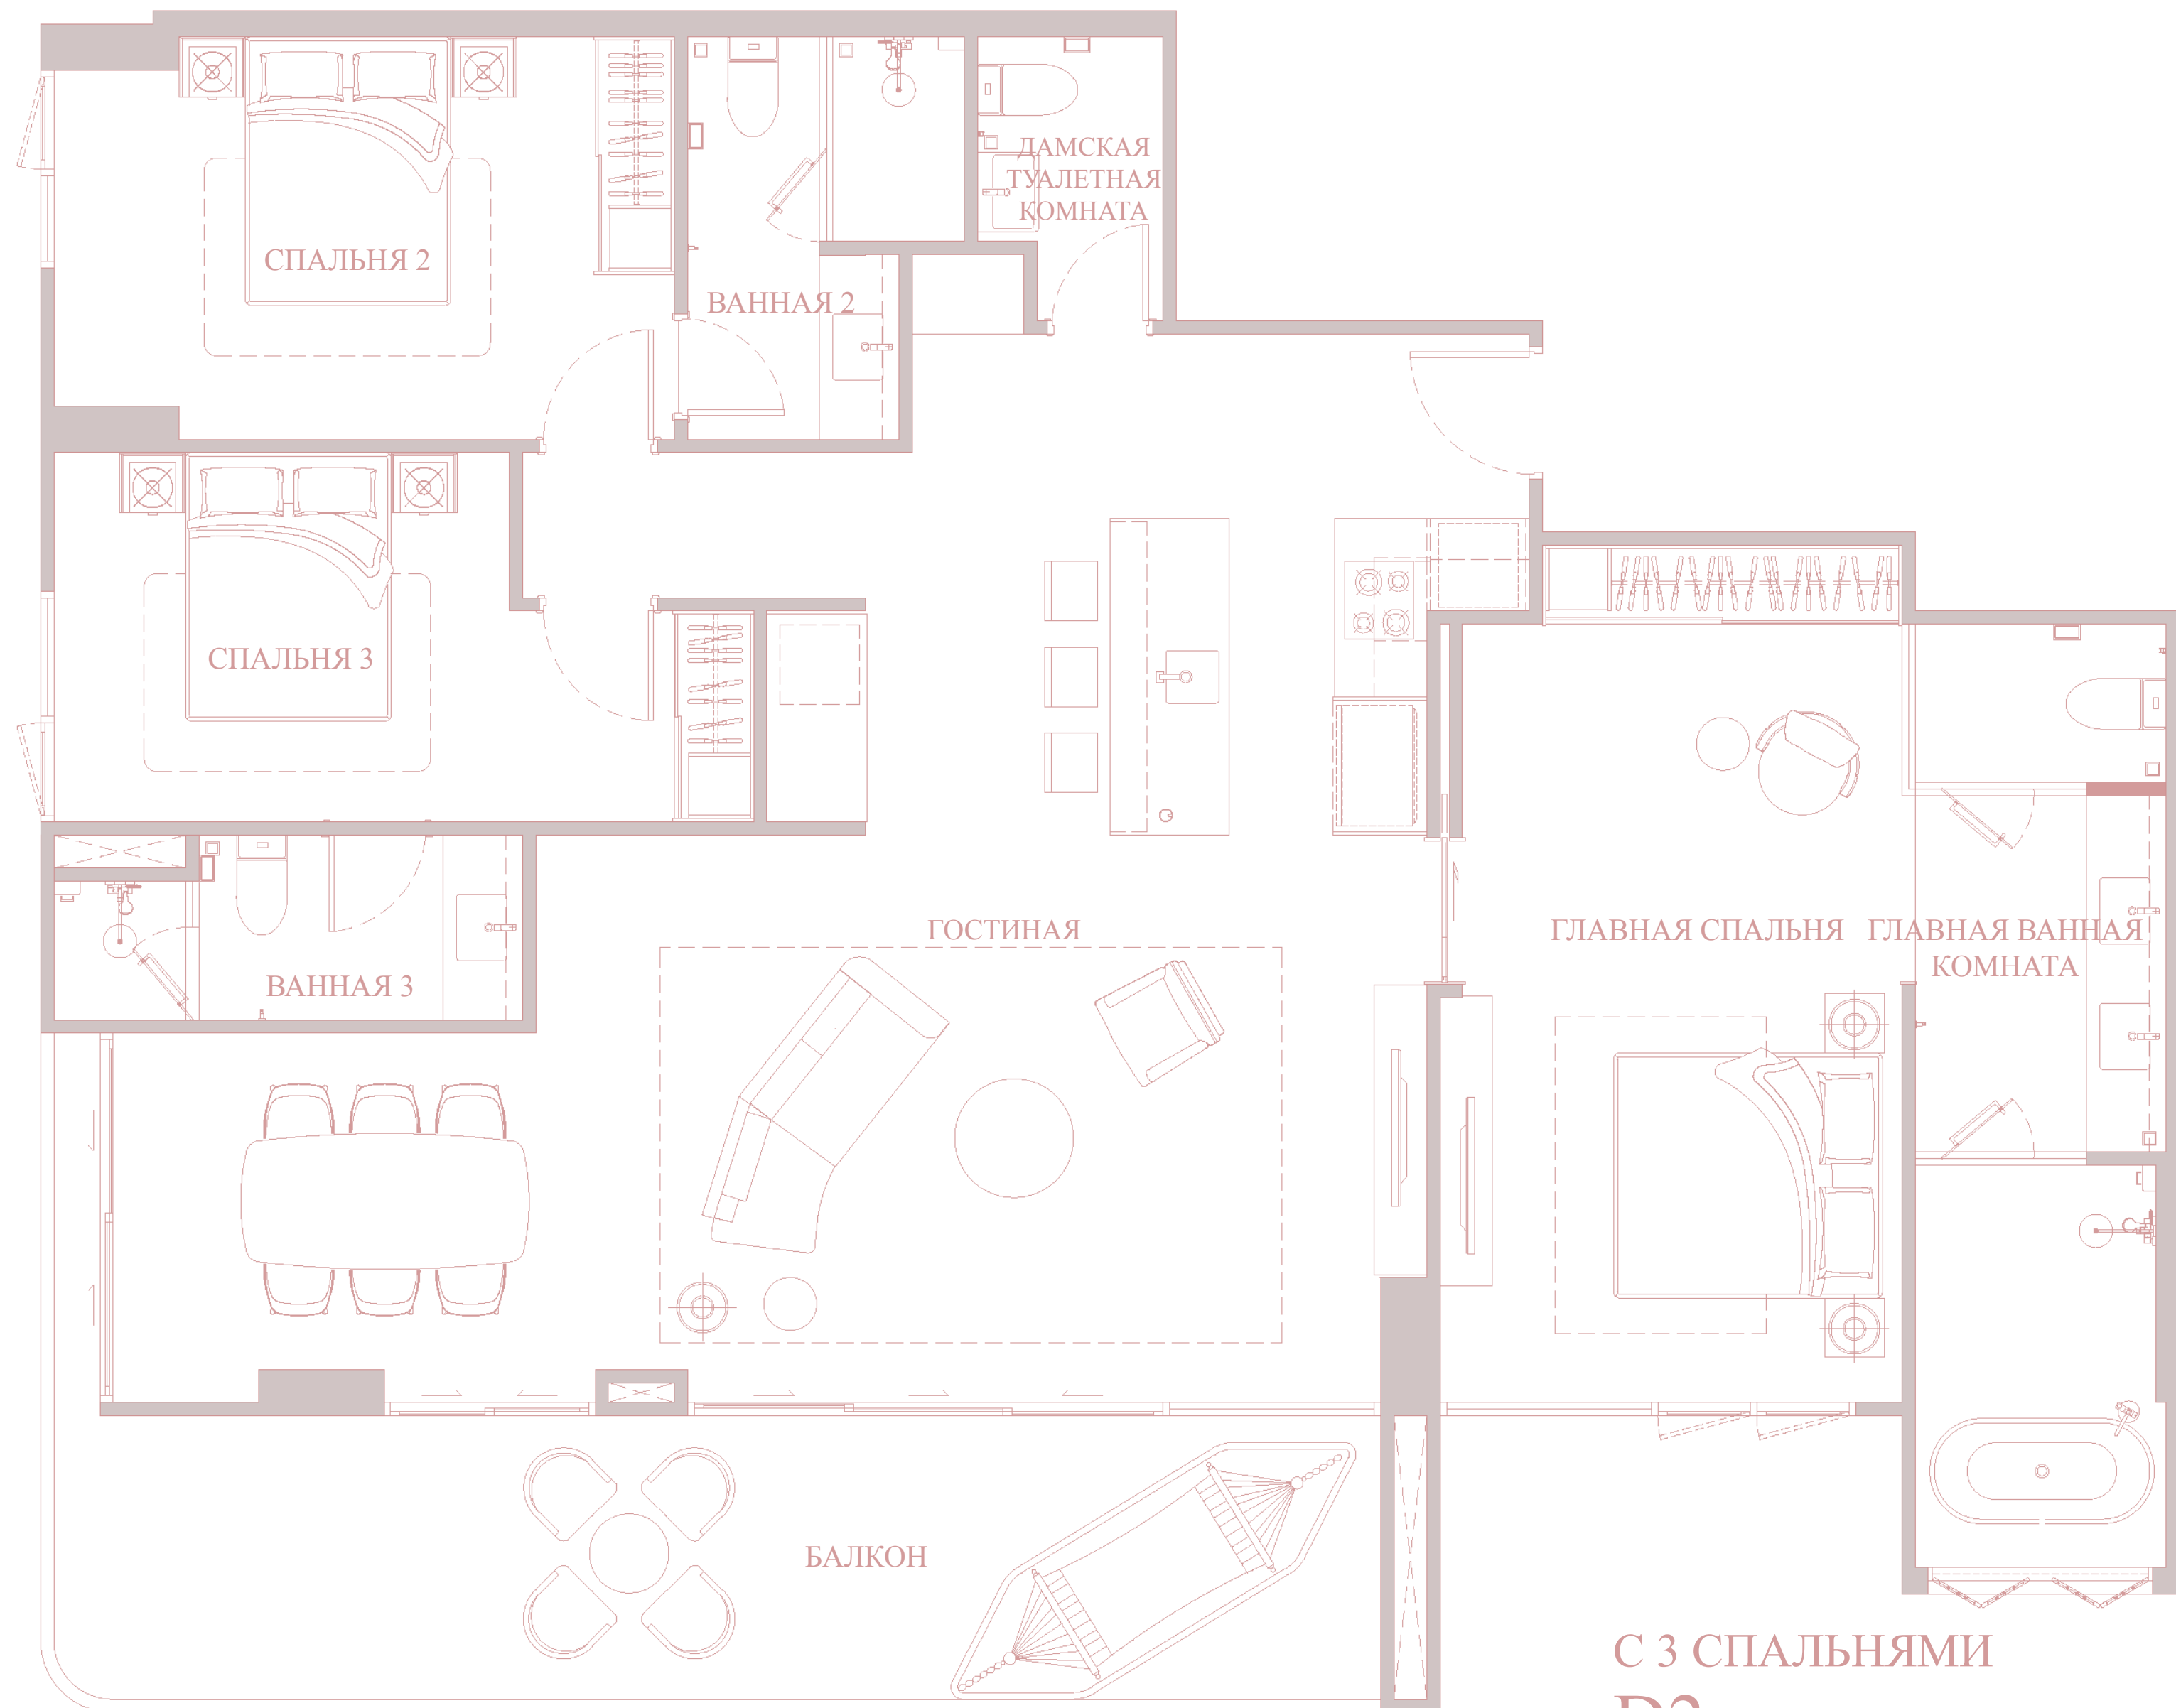 ДАМСКАЯ
ТУАЛЕТНАЯ
КОМНАТА
СПАЛЬНЯ 2
ВАННАЯ 2
СПАЛЬНЯ 3
ГОСТИНАЯ
ГЛАВНАЯ СПАЛЬНЯ
ГЛАВНАЯ ВАННАЯ
КОМНАТА
ВАННАЯ 3
БАЛКОН
С 3 СПАЛЬНЯМИ